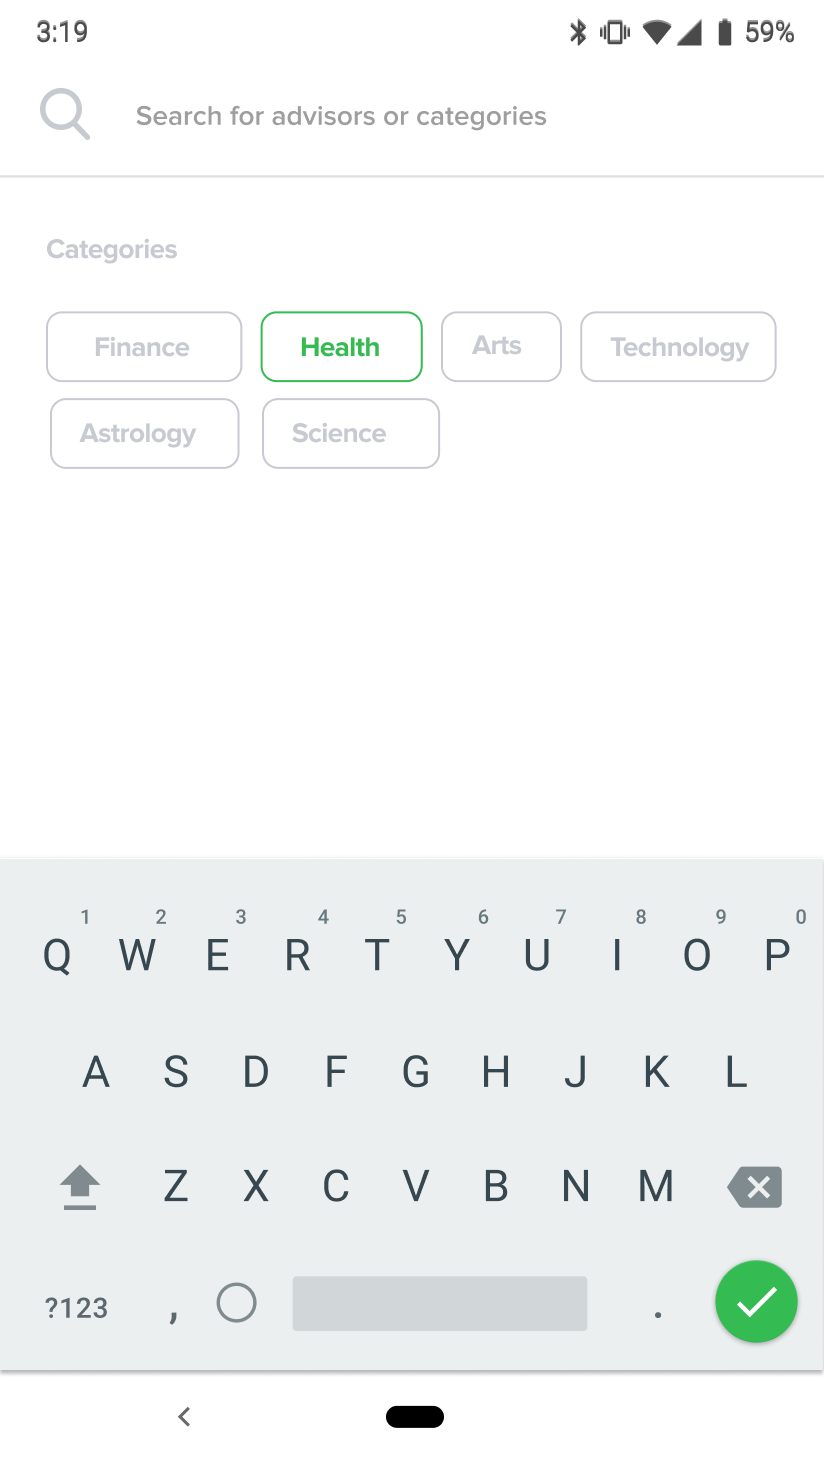 3:19 59%
Search for advisors or categories
Categories
Finance Health Arts Technology
Astrology Science
1 2 3 4 5 6 7 8 9 0
Q W E R T Y U I O P
A S D F G H J K L
Z X C V B N M
?123 , .